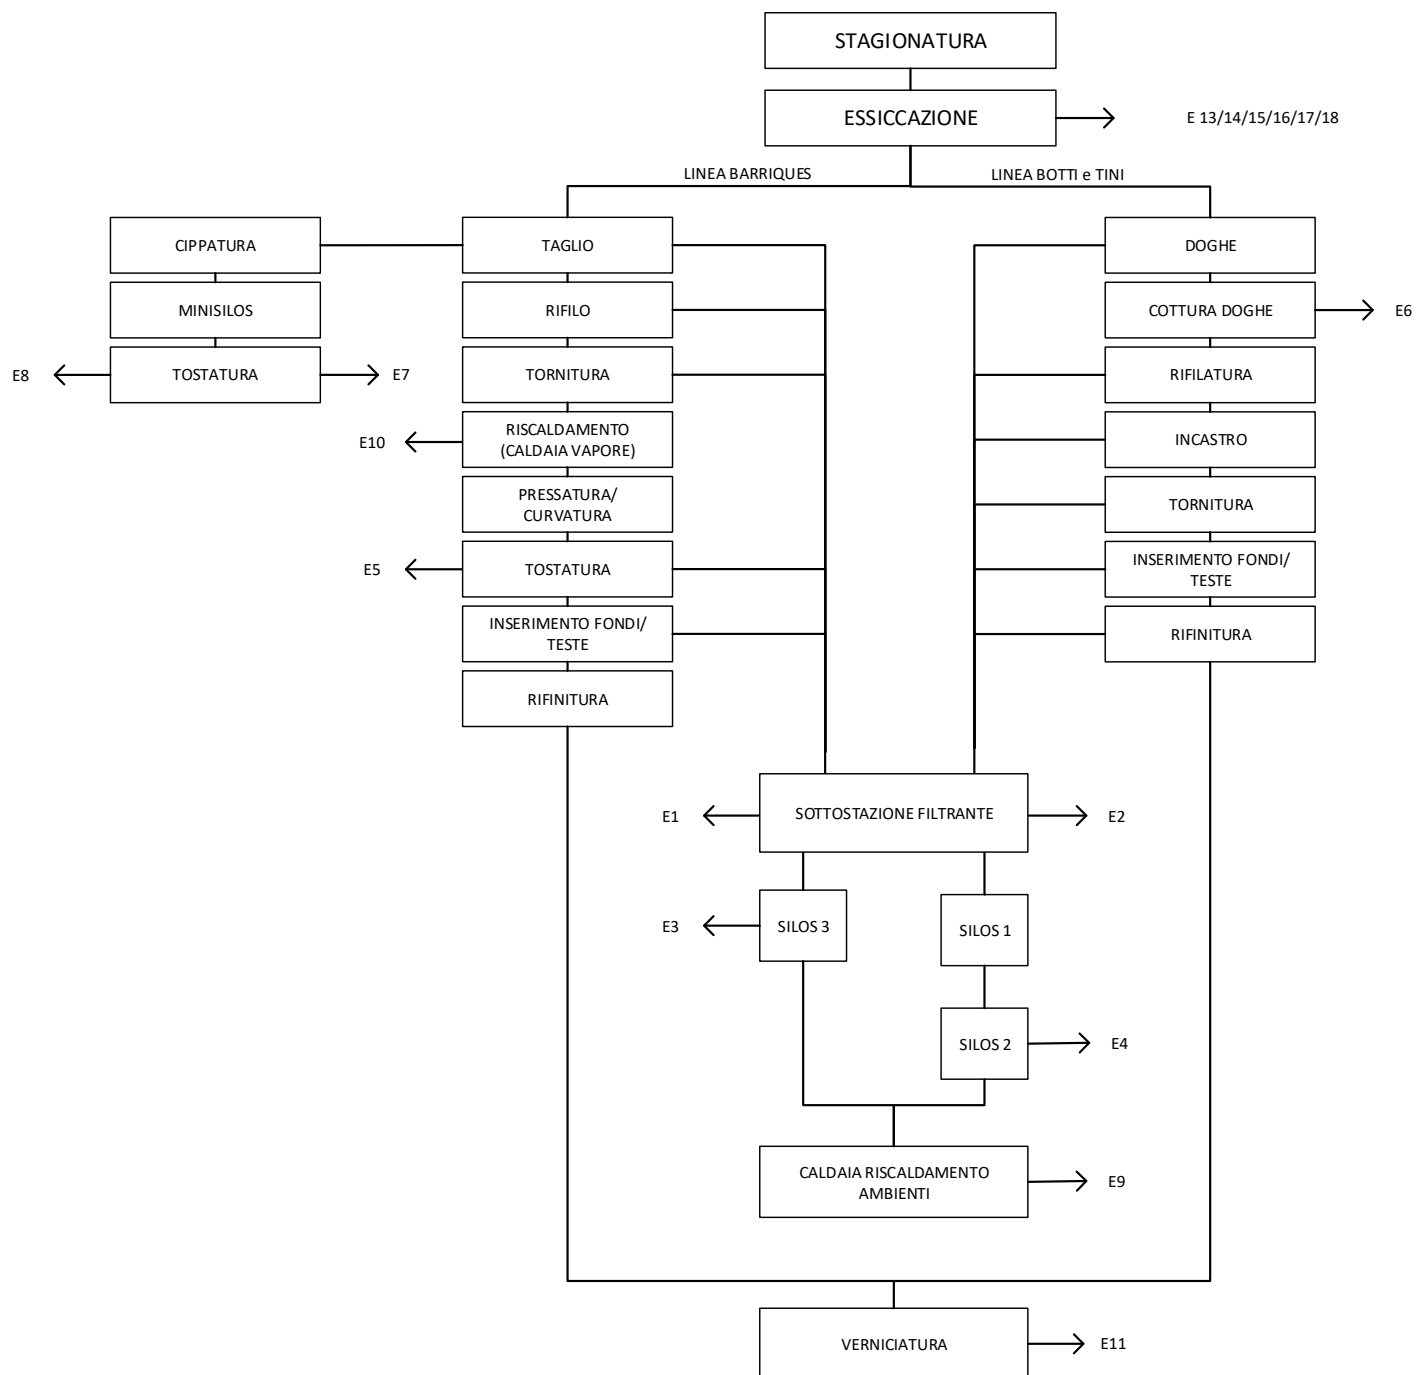 STAGIONATURA
ESSICCAZIONE
E 13/14/15/16/17/18
LINEA BARRIQUES
LINEA BOTTI e TINI
CIPPATURA
TAGLIO
DOGHE
MINISILOS
RIFILO
COTTURA DOGHE
E6
E8
TOSTATURA
E7
TORNITURA
RIFILATURA
E10
RISCALDAMENTO
(CALDAIA VAPORE)
INCASTRO
PRESSATURA/
CURVATURA
TORNITURA
E5
TOSTATURA
INSERIMENTO FONDI/
TESTE
INSERIMENTO FONDI/
TESTE
RIFINITURA
RIFINITURA
E1
SOTTOSTAZIONE FILTRANTE
E2
E3
SILOS 3
SILOS 1
SILOS 2
E4
CALDAIA RISCALDAMENTO
AMBIENTI
E9
VERNICIATURA
E11